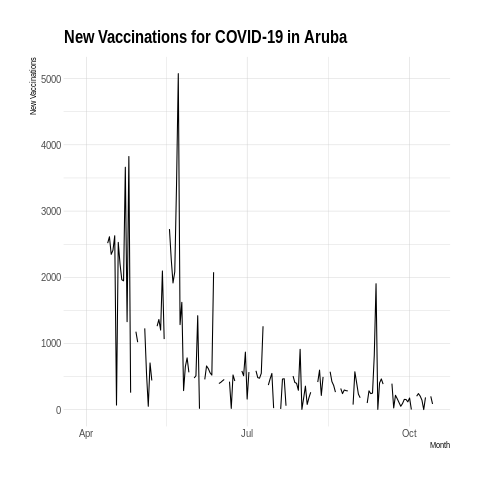 New Vaccinations for COVID-19 in Aruba
New Vaccinations
5000
4000
3000
2000
1000
0
Apr
Jul
Oct
Month